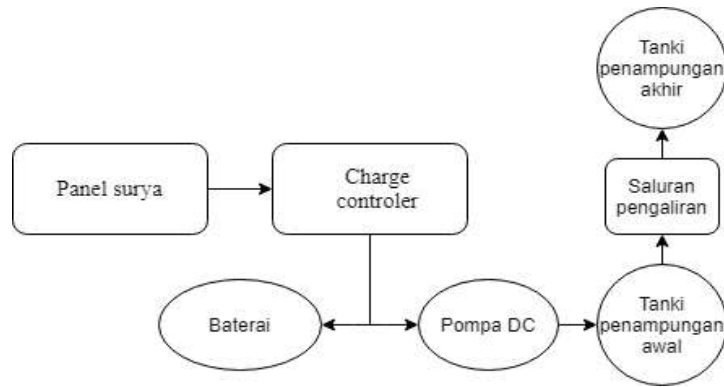 Panel surya
Charge
controler
Baterai
Pompa DC
Tanki
penampungan
awal
Saluran
pengaliran
Tanki
penampungan
akhir